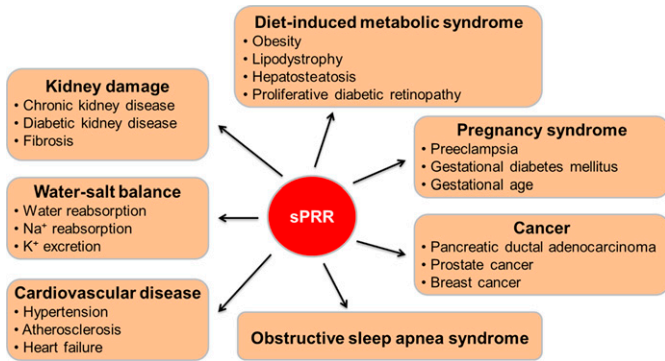 Diet-induced metabolic syndrome
• Obesity
• Lipodystrophy
• Hepatosteatosis
• Proliferative diabetic retinopathy
Kidney damage
• Chronic kidney disease
• Diabetic kidney disease
• Fibrosis
Pregnancy syndrome
• Preeclampsia
• Gestational diabetes mellitus
• Gestational age
Water-salt balance
• Water reabsorption
• Na⁺ reabsorption
• K⁺ excretion
sPRR
Cancer
• Pancreatic ductal adenocarcinoma
• Prostate cancer
• Breast cancer
Cardiovascular disease
• Hypertension
• Atherosclerosis
• Heart failure
Obstructive sleep apnea syndrome